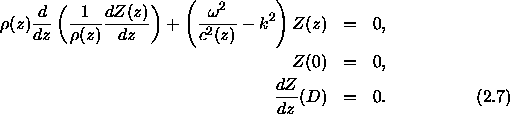 ρ(z) d/dz ( 1/ρ(z) dZ(z)/dz ) + ( ω²/c²(z) − k² ) Z(z) = 0,
Z(0) = 0,
dZ/dz (D) = 0. (2.7)